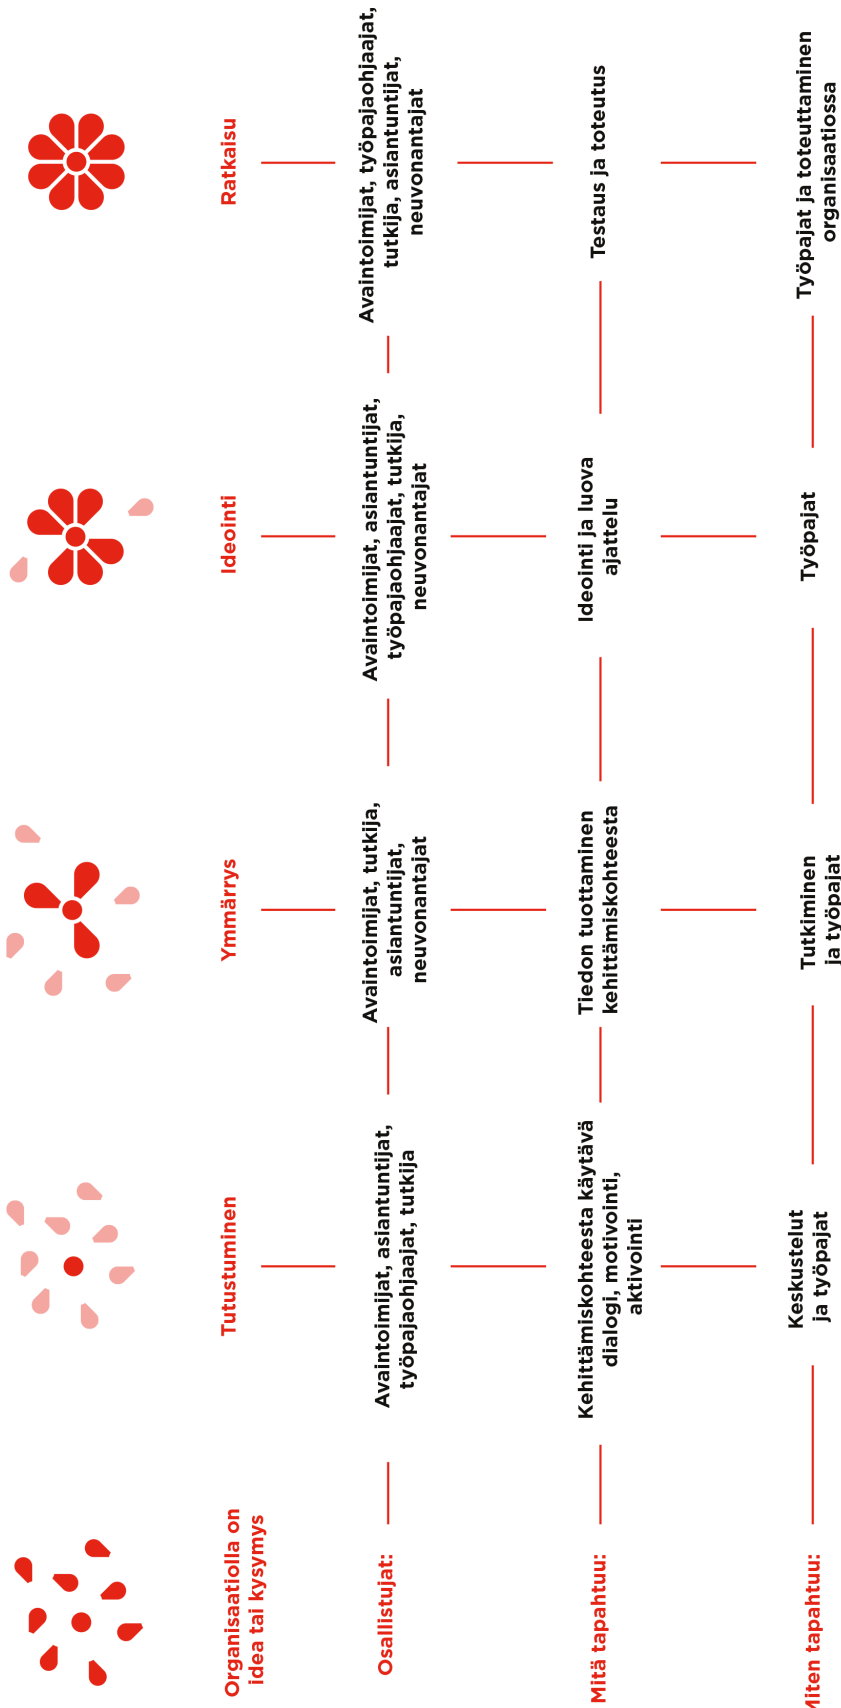 Organisaatiolla on
idea tai kysymys
Tutustuminen
Ymmärrys
Ideointi
Ratkaisu
Osallistujat:
Avaintoimijat, asiantuntijat,
työpajaohjaajat, tutkija
Avaintoimijat, tutkija,
asiantuntijat,
neuvonantajat
Avaintoimijat, asiantuntijat,
työpajaohjaajat, tutkija,
neuvonantajat
Avaintoimijat, työpajaohjaajat,
tutkija, asiantuntijat,
neuvonantajat
Mitä tapahtuu:
Kehittämiskohteesta käytävä
dialogi, motivointi,
aktivointi
Tiedon tuottaminen
kehittämiskohteesta
Ideointi ja luova
ajattelu
Testaus ja toteutus
Miten tapahtuu:
Keskustelut
ja työpajat
Tutkiminen
ja työpajat
Työpajat
Työpajat ja toteuttaminen
organisaatiossa